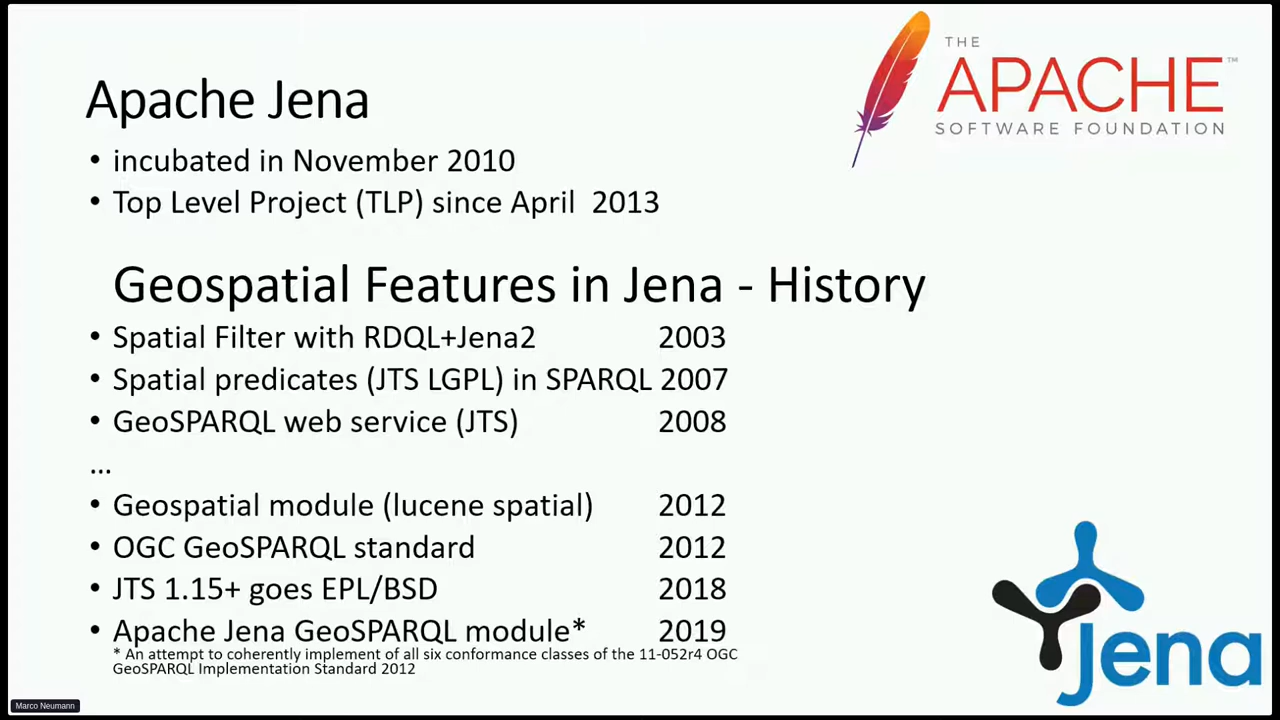 THE
APACHE™
SOFTWARE FOUNDATION
Apache Jena
• incubated in November 2010
• Top Level Project (TLP) since April 2013
Geospatial Features in Jena - History
• Spatial Filter with RDQL+Jena2 2003
• Spatial predicates (JTS LGPL) in SPARQL 2007
• GeoSPARQL web service (JTS) 2008
...
• Geospatial module (lucene spatial) 2012
• OGC GeoSPARQL standard 2012
• JTS 1.15+ goes EPL/BSD 2018
• Apache Jena GeoSPARQL module* 2019
* An attempt to coherently implement of all six conformance classes of the 11-052r4 OGC
GeoSPARQL Implementation Standard 2012
Jena
Marco Neumann